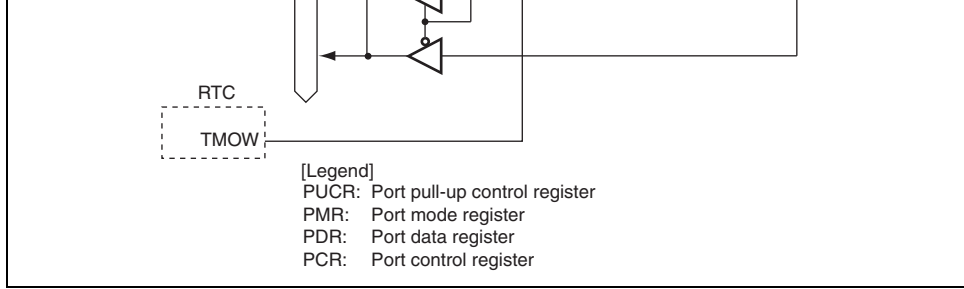 RTC
TMOW
[Legend]
PUCR: Port pull-up control register
PMR: Port mode register
PDR: Port data register
PCR: Port control register